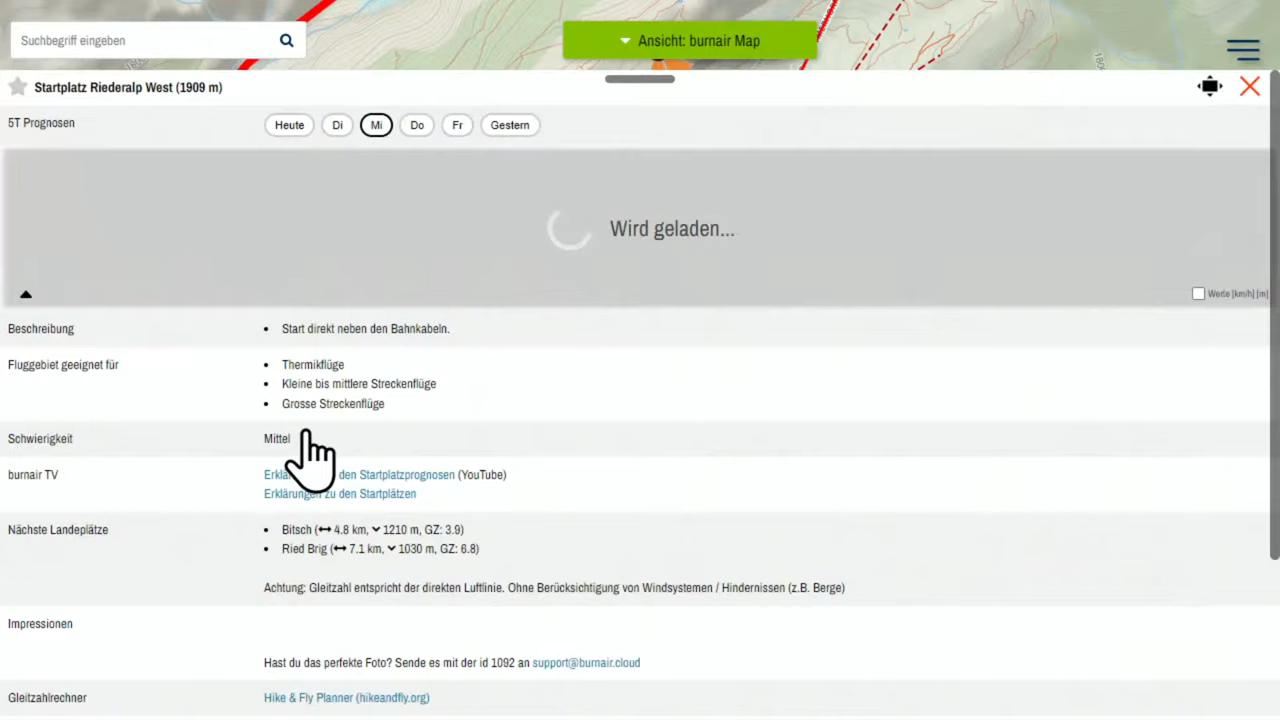 Suchbegriff eingeben
Ansicht: burnair Map
Startplatz Riederalp West (1909 m)
5T Prognosen
Heute Di Mi Do Fr Gestern
Wird geladen...
Werte [km/h] [m]
Beschreibung
Start direkt neben den Bahnkabeln.
Fluggebiet geeignet für
Thermikflüge
Kleine bis mittlere Streckenflüge
Grosse Streckenflüge
Schwierigkeit
Mittel
burnair TV
den Startplatzprognosen (YouTube)
Erklärungen zu den Startplätzen
Nächste Landeplätze
Bitsch (↔ 4.8 km, ⌄ 1210 m, GZ: 3.9)
Ried Brig (↔ 7.1 km, ⌄ 1030 m, GZ: 6.8)
Achtung: Gleitzahl entspricht der direkten Luftlinie. Ohne Berücksichtigung von Windsystemen / Hindernissen (z.B. Berge)
Impressionen
Hast du das perfekte Foto? Sende es mit der id 1092 an support@burnair.cloud
Gleitzahlrechner
Hike & Fly Planner (hikeandfly.org)